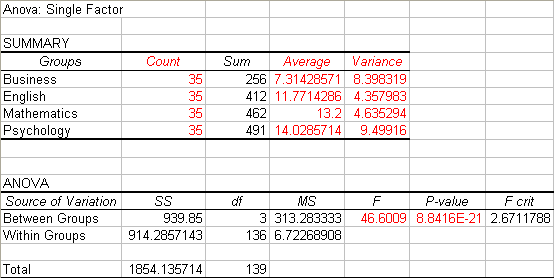 Anova: Single Factor
SUMMARY
Groups Count Sum Average Variance
Business 35 256 7.31428571 8.398319
English 35 412 11.7714286 4.357983
Mathematics 35 462 13.2 4.635294
Psychology 35 491 14.0285714 9.49916
ANOVA
Source of Variation SS df MS F P-value F crit
Between Groups 939.85 3 313.283333 46.6009 8.8416E-21 2.6711788
Within Groups 914.2857143 136 6.72268908
Total 1854.135714 139